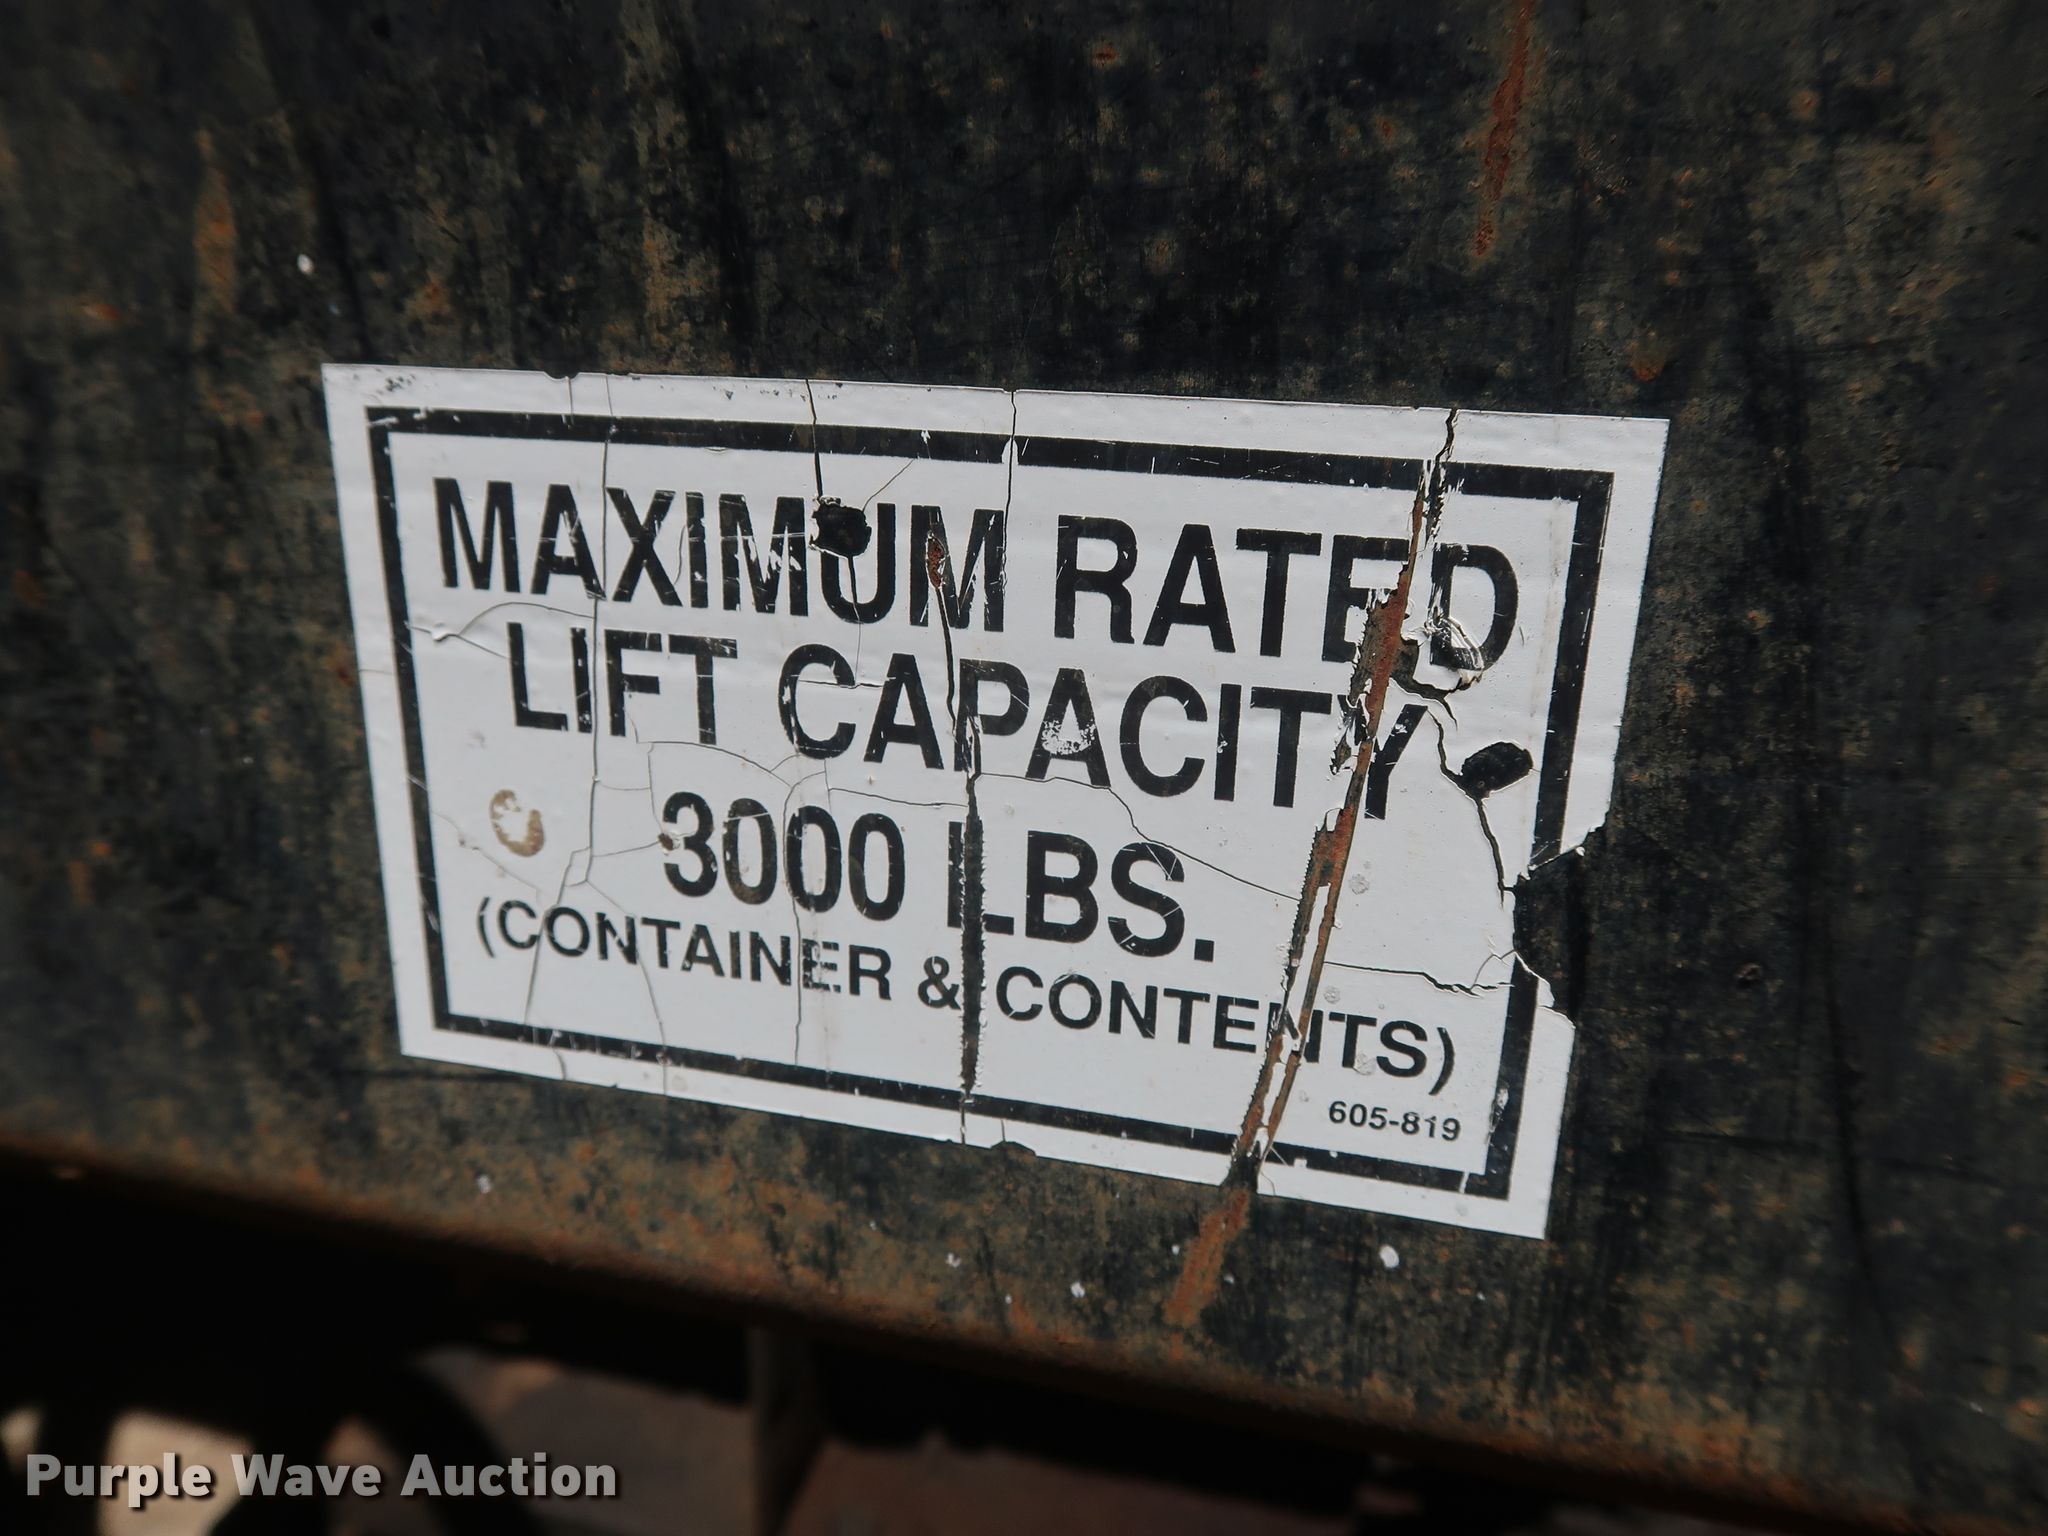 MAXIMUM RATED
LIFT CAPACITY
3000 LBS.
(CONTAINER & CONTENTS)
605-819
Purple Wave Auction